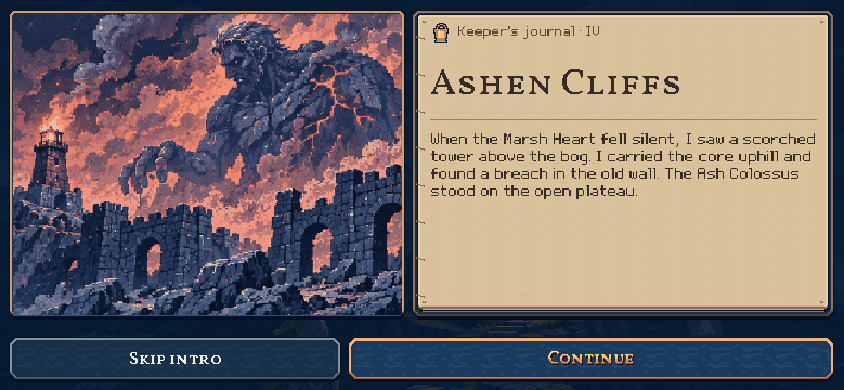 Keeper's journal · IV
Ashen Cliffs
When the Marsh Heart fell silent, I saw a scorched
tower above the bog. I carried the core uphill and
found a breach in the old wall. The Ash Colossus
stood on the open plateau.
Skip intro
Continue